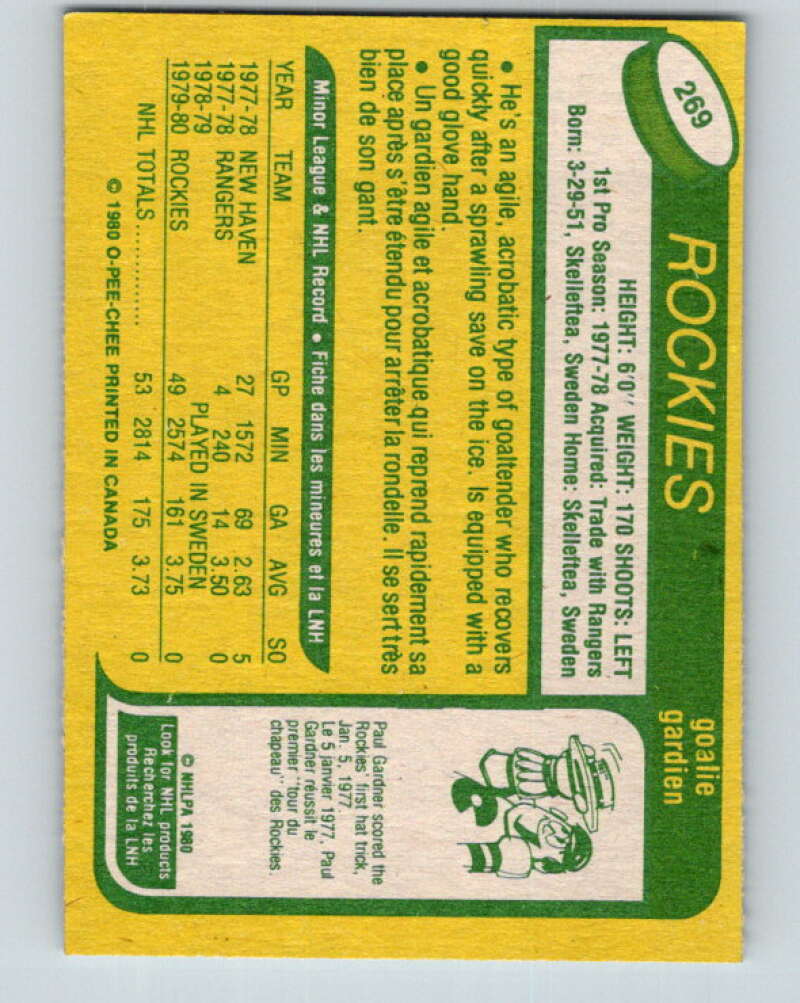 269
ROCKIES
goalie
gardien
HEIGHT: 6'0" WEIGHT: 170 SHOOTS: LEFT
1st Pro Season: 1977-78 Acquired: Trade with Rangers
Born: 3-29-51, Skelleftea, Sweden Home: Skelleftea, Sweden
• He's an agile, acrobatic type of goaltender who recovers
quickly after a sprawling save on the ice. Is equipped with a
good glove hand.
• Un gardien agile et acrobatique qui reprend rapidement sa
place après s'être étendu pour arrêter la rondelle. Il se sert très
bien de son gant.
Minor League & NHL Record • Fiche dans les mineures et la LNH
YEAR TEAM GP MIN GA AVG SO
1977-78 NEW HAVEN 27 1572 69 2.63 5
1977-78 RANGERS 4 240 14 3.50 0
1978-79 PLAYED IN SWEDEN
1979-80 ROCKIES 49 2574 161 3.75 0
NHL TOTALS.............. 53 2814 175 3.73 0
© 1980 O-PEE-CHEE PRINTED IN CANADA
Paul Gardner scored the
Rockies' first hat trick,
Jan. 5, 1977.
Le 5 janvier 1977, Paul
Gardner réussit le
premier "tour du
chapeau" des Rockies.
© NHLPA 1980
Look for NHL products
Recherchez les
produits de la LNH